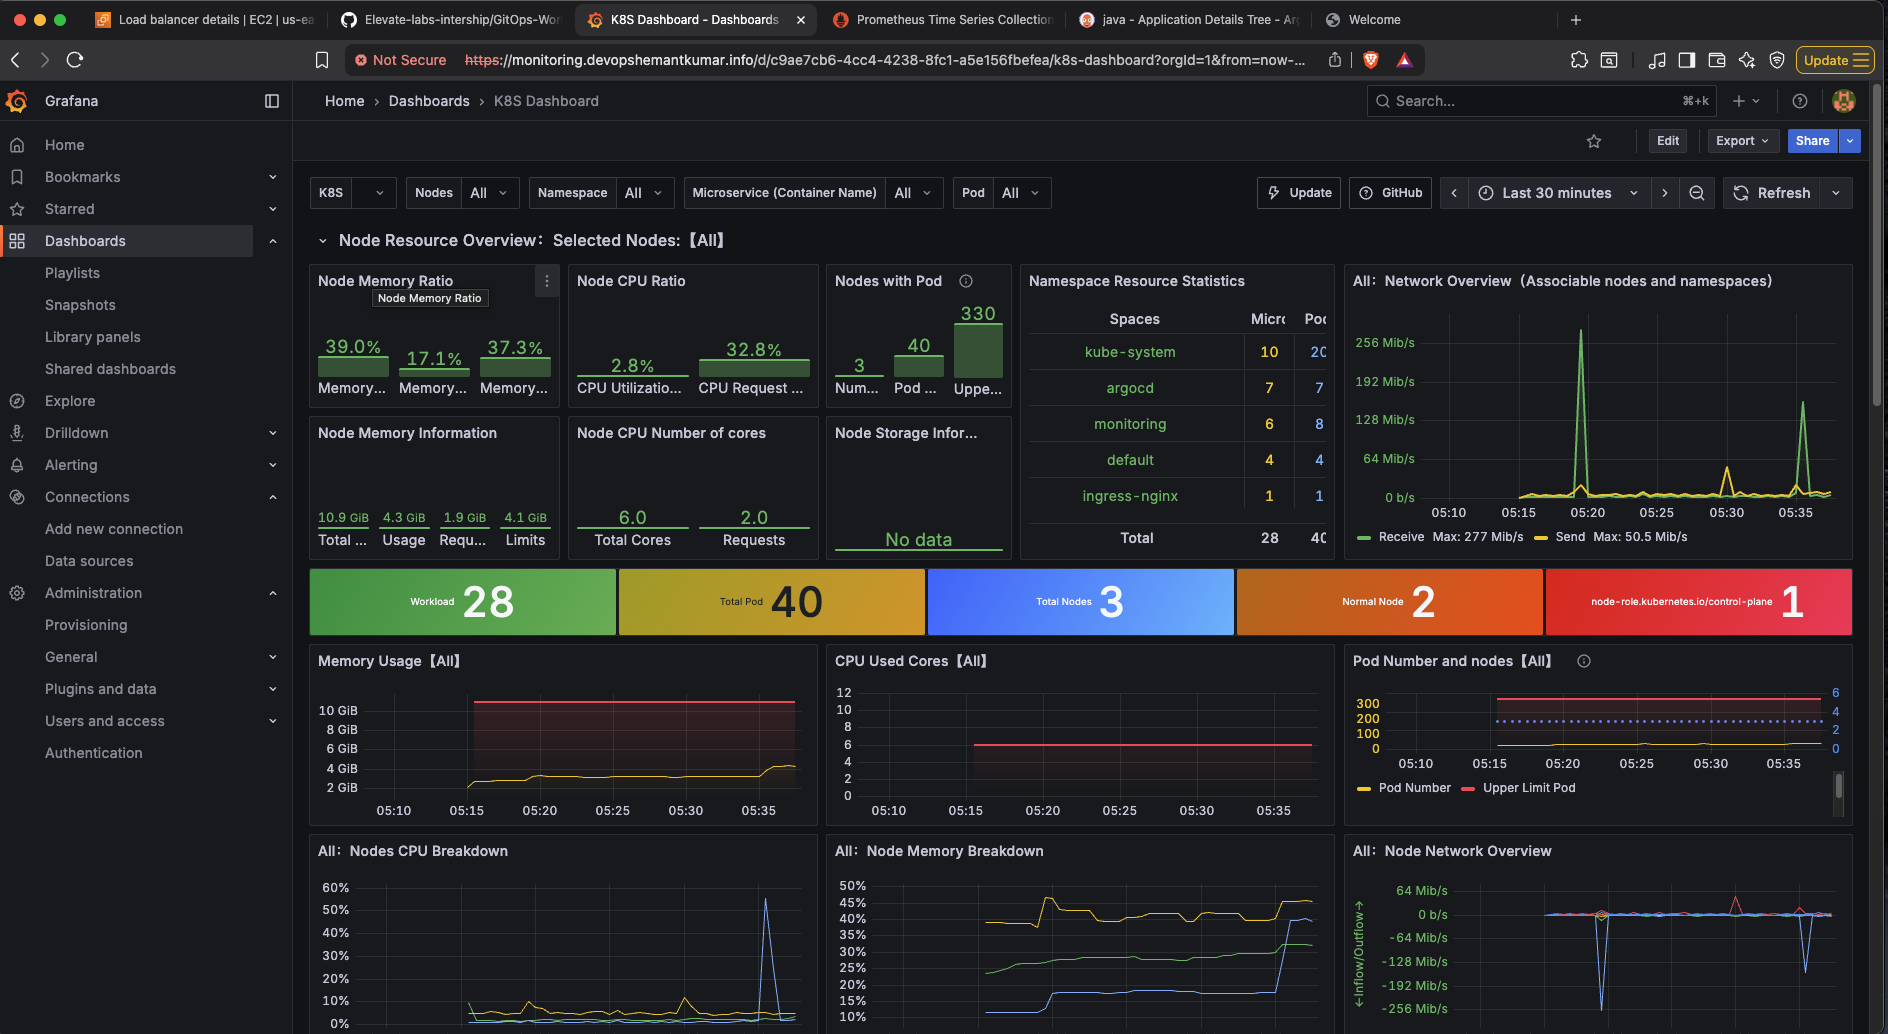 Load balancer details | EC2 | us-ea
Elevate-labs-intership/GitOps-Wor
K8S Dashboard - Dashboards
Prometheus Time Series Collection
java - Application Details Tree - Ar
Welcome
Not Secure
https://monitoring.devopshemantkumar.info/d/c9ae7cb6-4cc4-4238-8fc1-a5e156fbefea/k8s-dashboard?orgId=1&from=now-...
Update
Grafana
Home › Dashboards › K8S Dashboard
Search...
⌘+k
Edit
Export
Share
Home
Bookmarks
Starred
Dashboards
Playlists
Snapshots
Library panels
Shared dashboards
Explore
Drilldown
Alerting
Connections
Add new connection
Data sources
Administration
Provisioning
General
Plugins and data
Users and access
Authentication
K8S
Nodes All
Namespace All
Microservice (Container Name) All
Pod All
Update
GitHub
Last 30 minutes
Refresh
Node Resource Overview：Selected Nodes:【All】
Node Memory Ratio
Node Memory Ratio
39.0% 17.1% 37.3%
Memory... Memory... Memory...
Node CPU Ratio
2.8% 32.8%
CPU Utilizatio... CPU Request ...
Nodes with Pod
3 40 330
Num... Pod ... Uppe...
Node Memory Information
10.9 GiB 4.3 GiB 1.9 GiB 4.1 GiB
Total ... Usage Requ... Limits
Node CPU Number of cores
6.0 2.0
Total Cores Requests
Node Storage Infor...
No data
Namespace Resource Statistics
Spaces Micro Pod
kube-system 10 20
argocd 7 7
monitoring 6 8
default 4 4
ingress-nginx 1 1
Total 28 40
All：Network Overview（Associable nodes and namespaces）
256 Mib/s
192 Mib/s
128 Mib/s
64 Mib/s
0 b/s
05:10 05:15 05:20 05:25 05:30 05:35
Receive Max: 277 Mib/s Send Max: 50.5 Mib/s
Workload 28
Total Pod 40
Total Nodes 3
Normal Node 2
node-role.kubernetes.io/control-plane 1
Memory Usage【All】
10 GiB
8 GiB
6 GiB
4 GiB
2 GiB
05:10 05:15 05:20 05:25 05:30 05:35
CPU Used Cores【All】
12
10
8
6
4
2
0
05:10 05:15 05:20 05:25 05:30 05:35
Pod Number and nodes【All】
300
200
100
0
6
4
2
0
05:10 05:15 05:20 05:25 05:30 05:35
Pod Number Upper Limit Pod
All：Nodes CPU Breakdown
60%
50%
40%
30%
20%
10%
0%
All：Node Memory Breakdown
50%
45%
40%
35%
30%
25%
20%
15%
10%
All：Node Network Overview
←Inflow/Outflow→
64 Mib/s
0 b/s
-64 Mib/s
-128 Mib/s
-192 Mib/s
-256 Mib/s